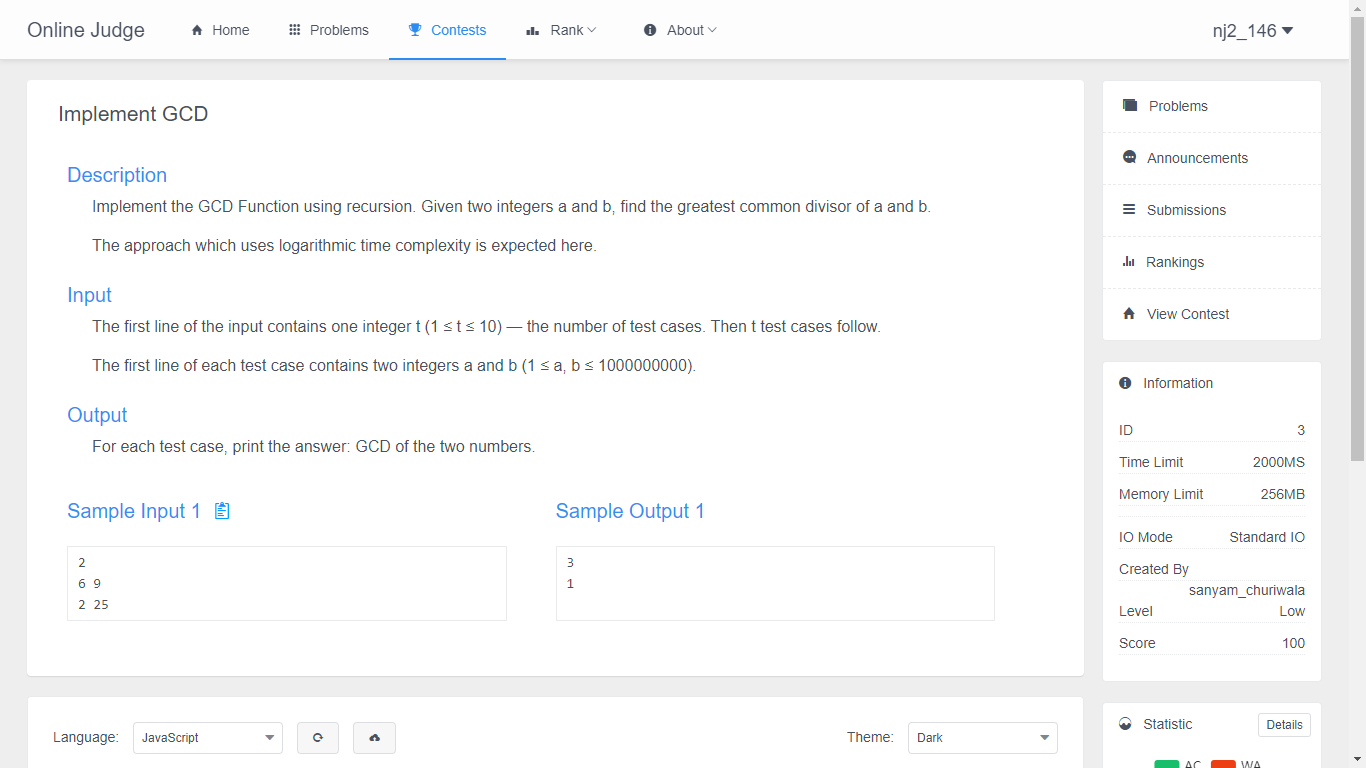 Online Judge
Home
Problems
Contests
Rank
About
nj2_146
Implement GCD
Description
Implement the GCD Function using recursion. Given two integers a and b, find the greatest common divisor of a and b.
The approach which uses logarithmic time complexity is expected here.
Input
The first line of the input contains one integer t (1 ≤ t ≤ 10) — the number of test cases. Then t test cases follow.
The first line of each test case contains two integers a and b (1 ≤ a, b ≤ 1000000000).
Output
For each test case, print the answer: GCD of the two numbers.
Sample Input 1
2
6 9
2 25
Sample Output 1
3
1
Language:
JavaScript
Theme:
Dark
Problems
Announcements
Submissions
Rankings
View Contest
Information
ID 3
Time Limit 2000MS
Memory Limit 256MB
IO Mode Standard IO
Created By
sanyam_churiwala
Level Low
Score 100
Statistic
Details
AC WA